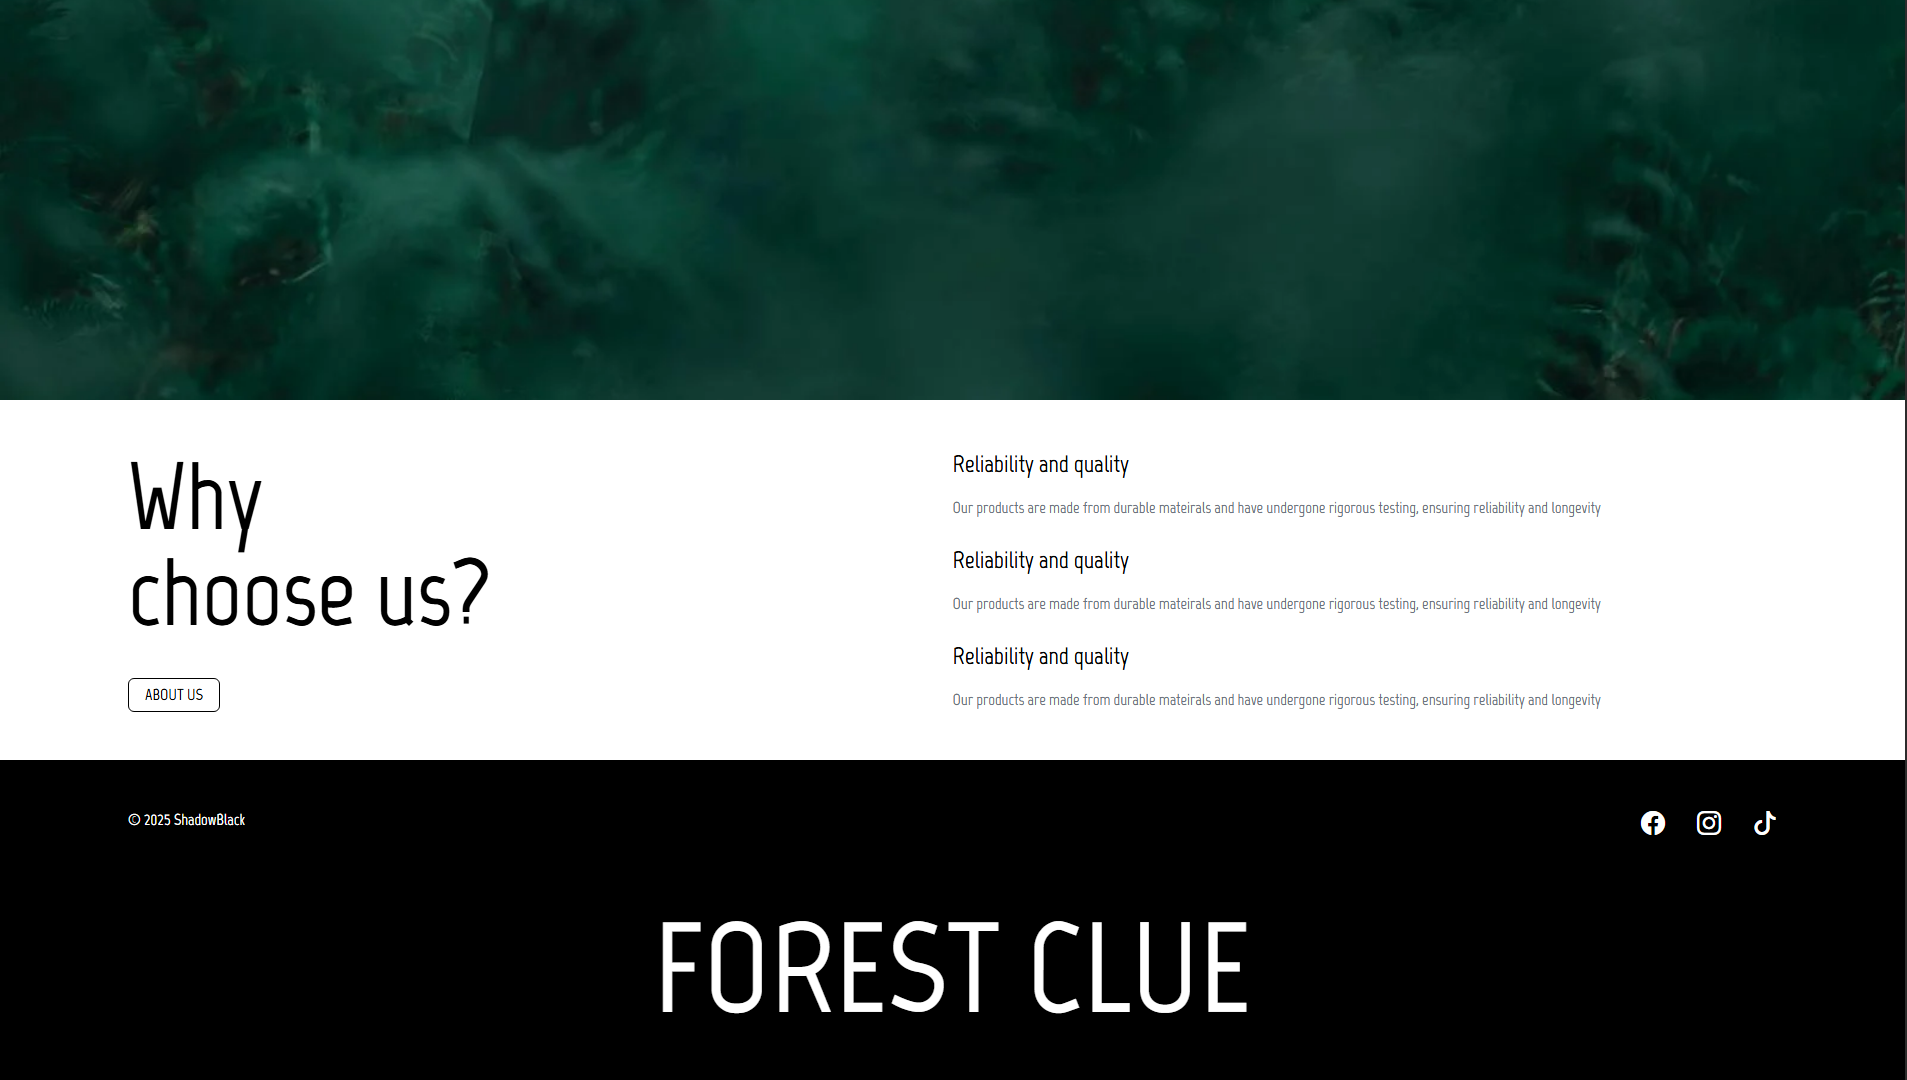 Why
choose us?
ABOUT US
Reliability and quality
Our products are made from durable mateirals and have undergone rigorous testing, ensuring reliability and longevity
Reliability and quality
Our products are made from durable mateirals and have undergone rigorous testing, ensuring reliability and longevity
Reliability and quality
Our products are made from durable mateirals and have undergone rigorous testing, ensuring reliability and longevity
© 2025 ShadowBlack
FOREST CLUE